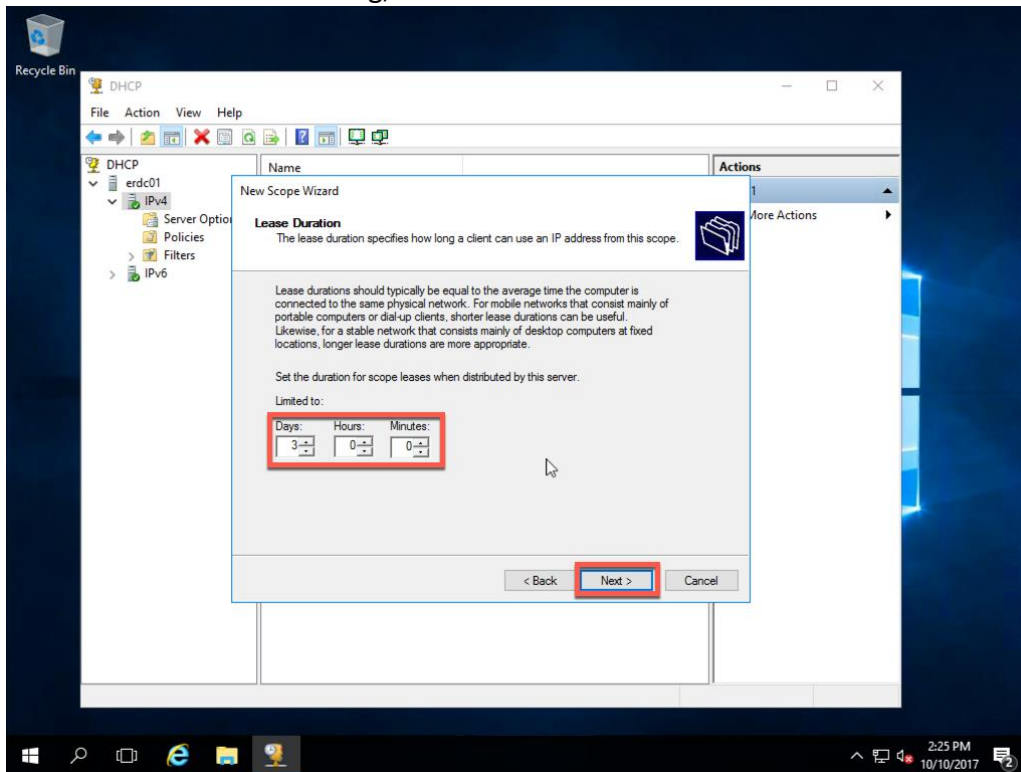 Recycle Bin
DHCP
File Action View Help
DHCP
erdc01
IPv4
Server Optio
Policies
Filters
IPv6
Name
Actions
1
More Actions
New Scope Wizard
Lease Duration
The lease duration specifies how long a client can use an IP address from this scope.
Lease durations should typically be equal to the average time the computer is
connected to the same physical network. For mobile networks that consist mainly of
portable computers or dial-up clients, shorter lease durations can be useful.
Likewise, for a stable network that consists mainly of desktop computers at fixed
locations, longer lease durations are more appropriate.
Set the duration for scope leases when distributed by this server.
Limited to:
Days: Hours: Minutes:
3 0 0
< Back Next > Cancel
2:25 PM
10/10/2017
2